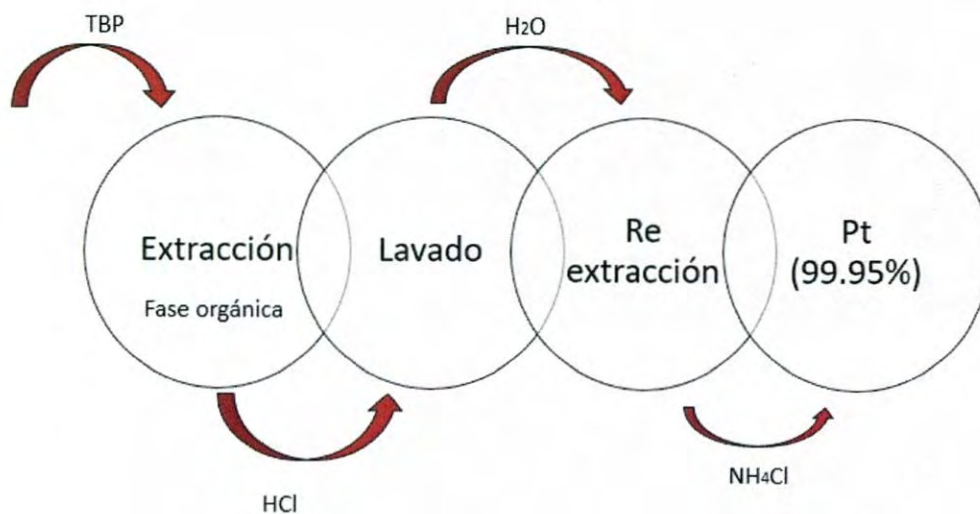 TBP
H2O
Extracción
Fase orgánica
Lavado
Re
extracción
Pt
(99.95%)
HCl
NH4Cl